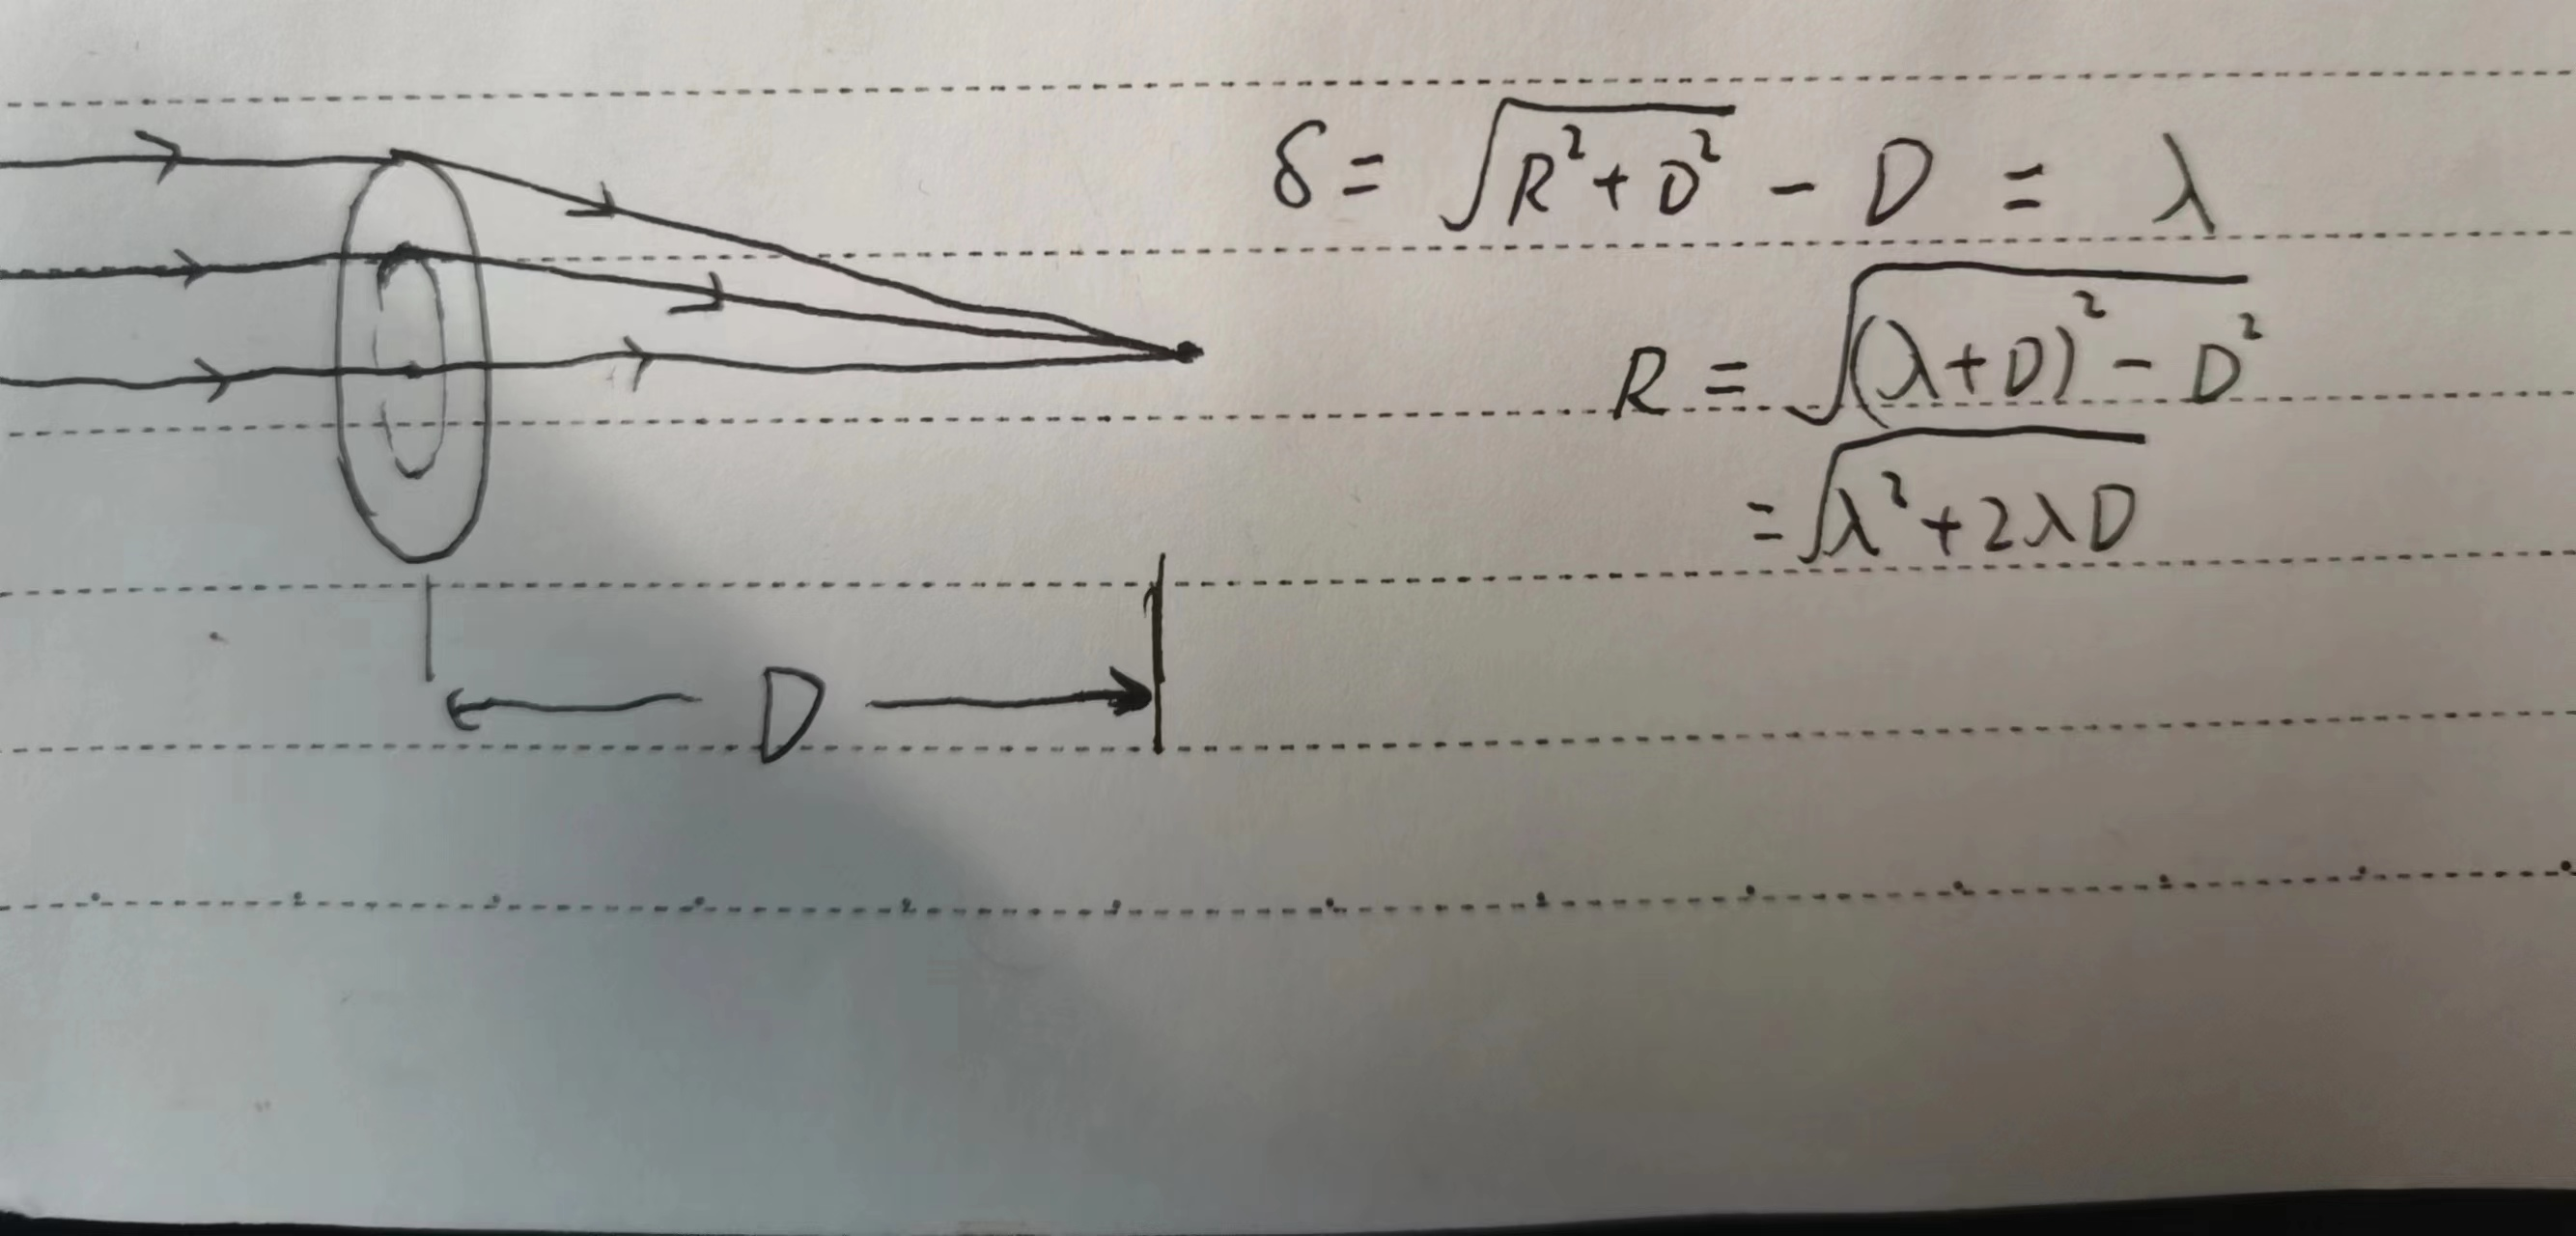 δ = √(R² + D²) - D = λ
R = √((λ + D)² - D²)
= √(λ² + 2λD)
D